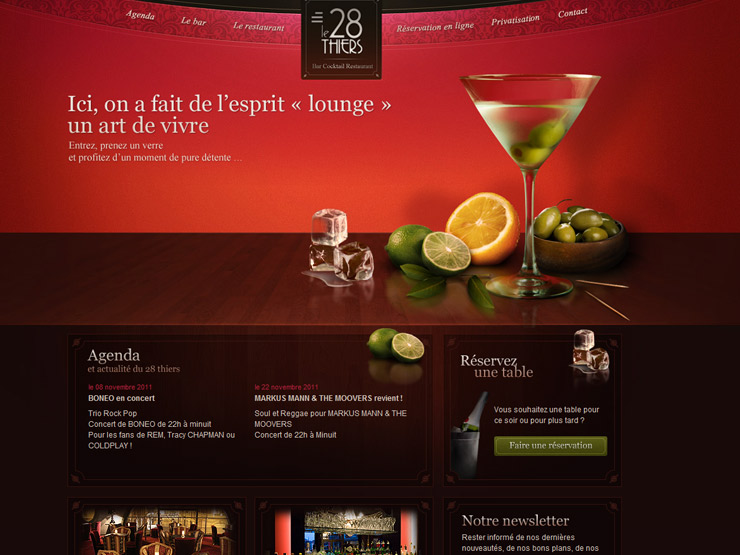 Agenda
Le bar
Le restaurant
le 28
THIERS
Bar Cocktail Restaurant
Réservation en ligne
Privatisation
Contact
Ici, on a fait de l'esprit « lounge »
un art de vivre
Entrez, prenez un verre
et profitez d'un moment de pure détente ...
Agenda
et actualité du 28 thiers
le 08 novembre 2011
BONEO en concert
Trio Rock Pop
Concert de BONEO de 22h à minuit
Pour les fans de REM, Tracy CHAPMAN ou
COLDPLAY !
le 22 novembre 2011
MARKUS MANN & THE MOOVERS revient !
Soul et Reggae pour MARKUS MANN & THE
MOOVERS
Concert de 22h à Minuit
Réservez
une table
Vous souhaitez une table pour
ce soir ou pour plus tard ?
Faire une réservation
Notre newsletter
Rester informé de nos dernières
nouveautés, de nos bons plans, de nos